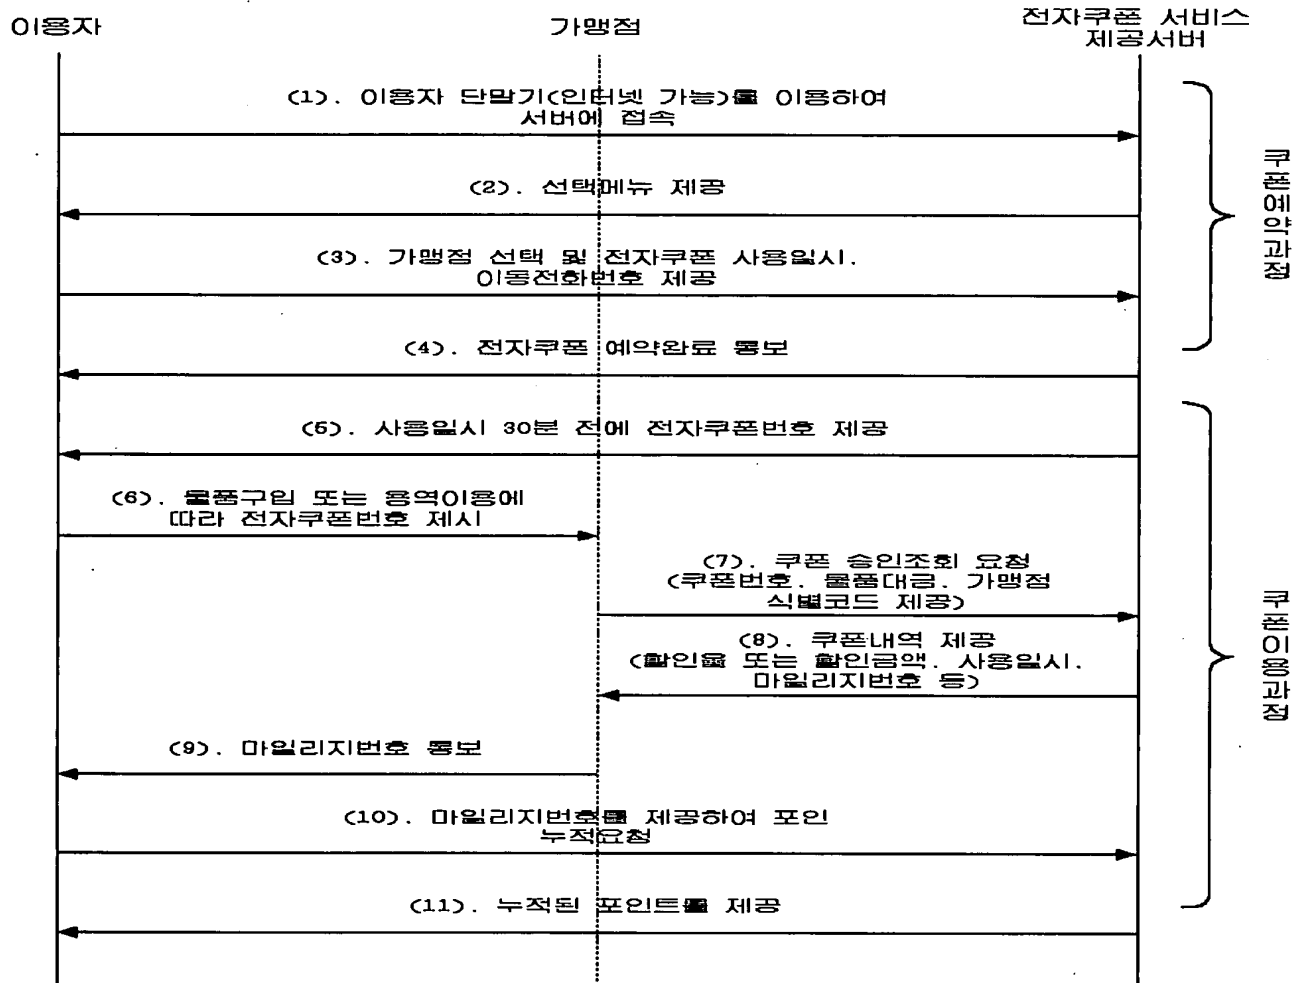 이용자
가맹점
전자쿠폰 서비스
제공서버
(1). 이용자 단말기(인터넷 가능)를 이용하여
서버에 접속
(2). 선택메뉴 제공
(3). 가맹점 선택 및 전자쿠폰 사용일시.
이동전화번호 제공
(4). 전자쿠폰 예약완료 통보
쿠폰예약과정
(5). 사용일시 30분 전에 전자쿠폰번호 제공
(6). 물품구입 또는 용역이용에
따라 전자쿠폰번호 제시
(7). 쿠폰 승인조회 요청
(쿠폰번호. 물품대금. 가맹점
식별코드 제공)
(8). 쿠폰내역 제공
(할인율 또는 할인금액. 사용일시.
마일리지번호 등)
(9). 마일리지번호 통보
(10). 마일리지번호를 제공하여 포인
누적요청
(11). 누적된 포인트를 제공
쿠폰이용과정